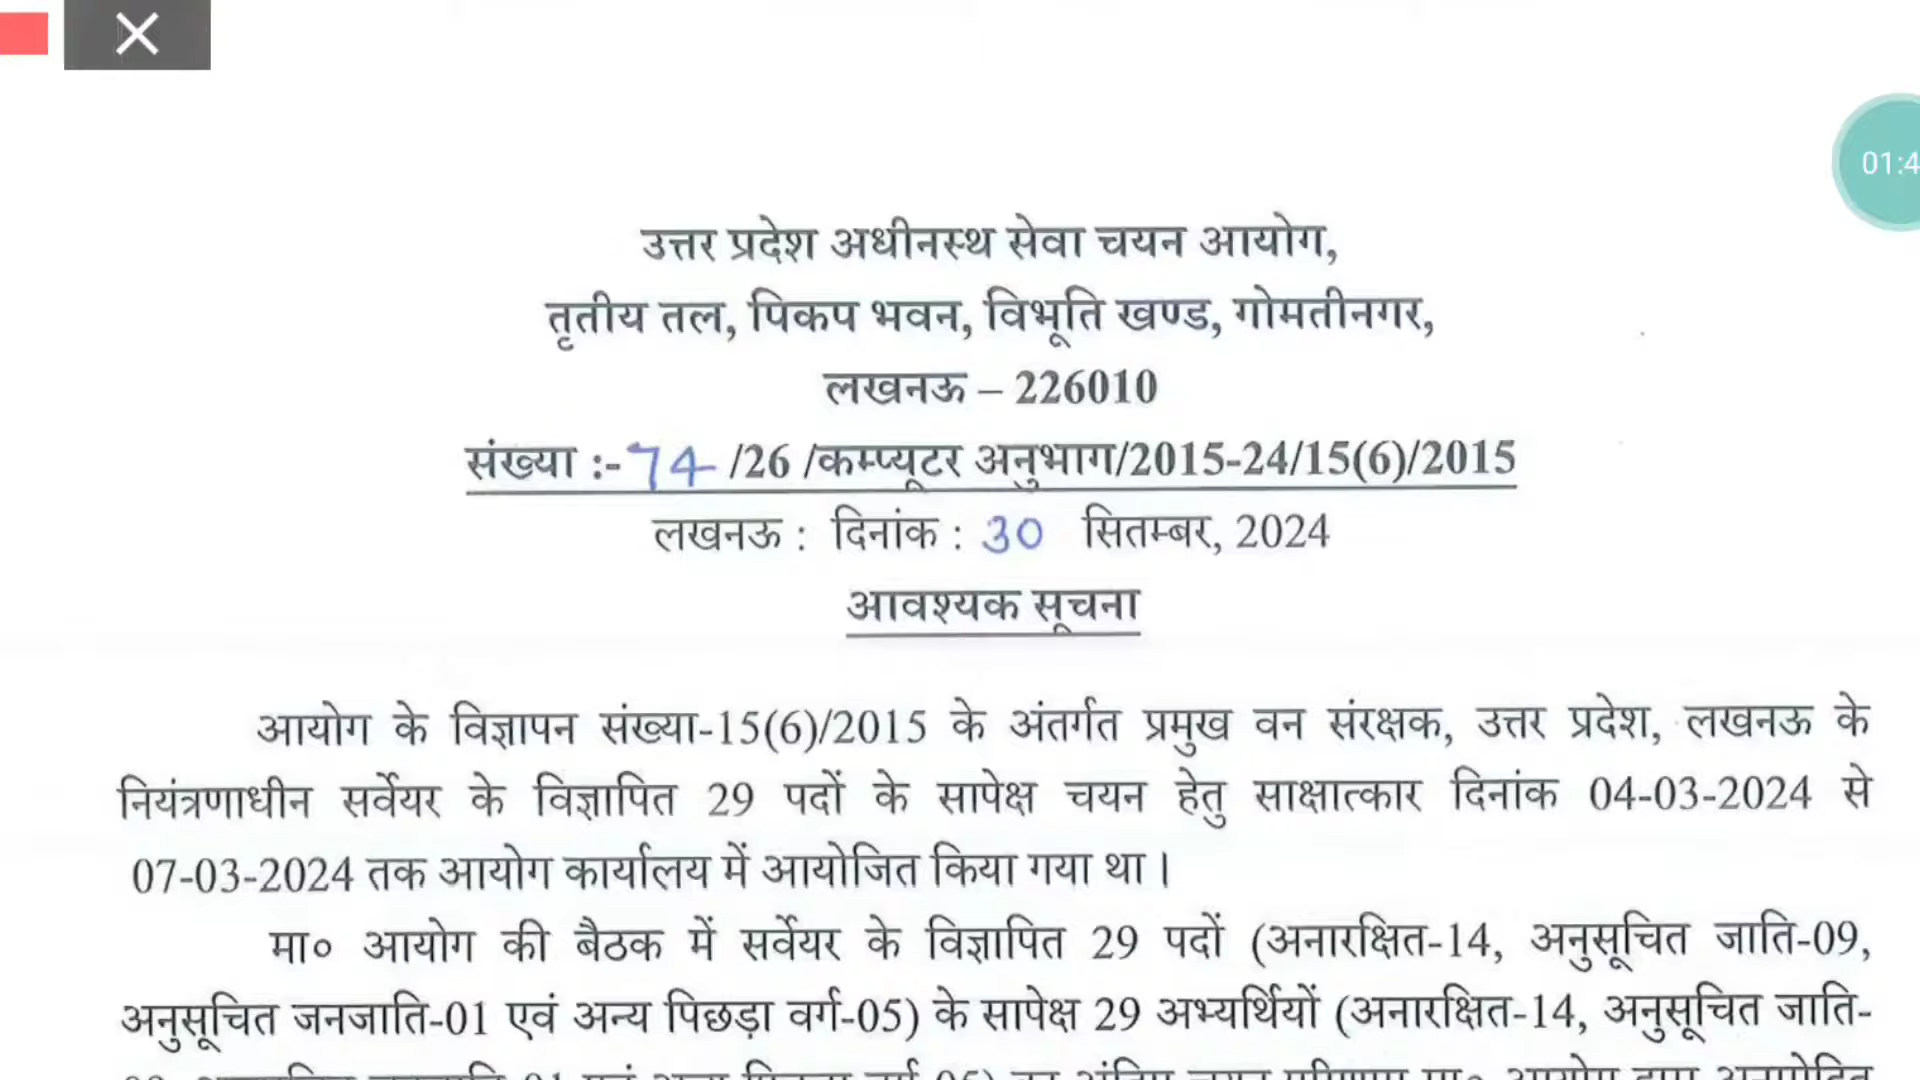 01:4
उत्तर प्रदेश अधीनस्थ सेवा चयन आयोग,
तृतीय तल, पिकप भवन, विभूति खण्ड, गोमतीनगर,
लखनऊ – 226010
संख्या :- 74 /26 /कम्प्यूटर अनुभाग/2015-24/15(6)/2015
लखनऊ : दिनांक : 30 सितम्बर, 2024
आवश्यक सूचना
आयोग के विज्ञापन संख्या-15(6)/2015 के अंतर्गत प्रमुख वन संरक्षक, उत्तर प्रदेश, लखनऊ के
नियंत्रणाधीन सर्वेयर के विज्ञापित 29 पदों के सापेक्ष चयन हेतु साक्षात्कार दिनांक 04-03-2024 से
07-03-2024 तक आयोग कार्यालय में आयोजित किया गया था।
मा० आयोग की बैठक में सर्वेयर के विज्ञापित 29 पदों (अनारक्षित-14, अनुसूचित जाति-09,
अनुसूचित जनजाति-01 एवं अन्य पिछड़ा वर्ग-05) के सापेक्ष 29 अभ्यर्थियों (अनारक्षित-14, अनुसूचित जाति-